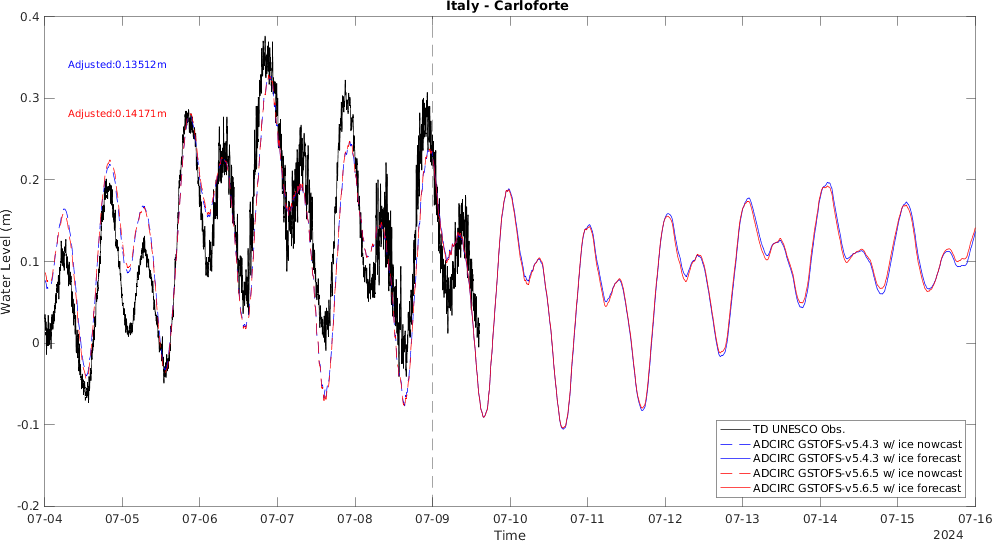 Italy - Carloforte
Adjusted:0.13512m
Adjusted:0.14171m
Water Level (m)
0.4
0.3
0.2
0.1
0
-0.1
-0.2
TD UNESCO Obs.
ADCIRC GSTOFS-v5.4.3 w/ ice nowcast
ADCIRC GSTOFS-v5.4.3 w/ ice forecast
ADCIRC GSTOFS-v5.6.5 w/ ice nowcast
ADCIRC GSTOFS-v5.6.5 w/ ice forecast
07-04 07-05 07-06 07-07 07-08 07-09 07-10 07-11 07-12 07-13 07-14 07-15 07-16
Time
2024